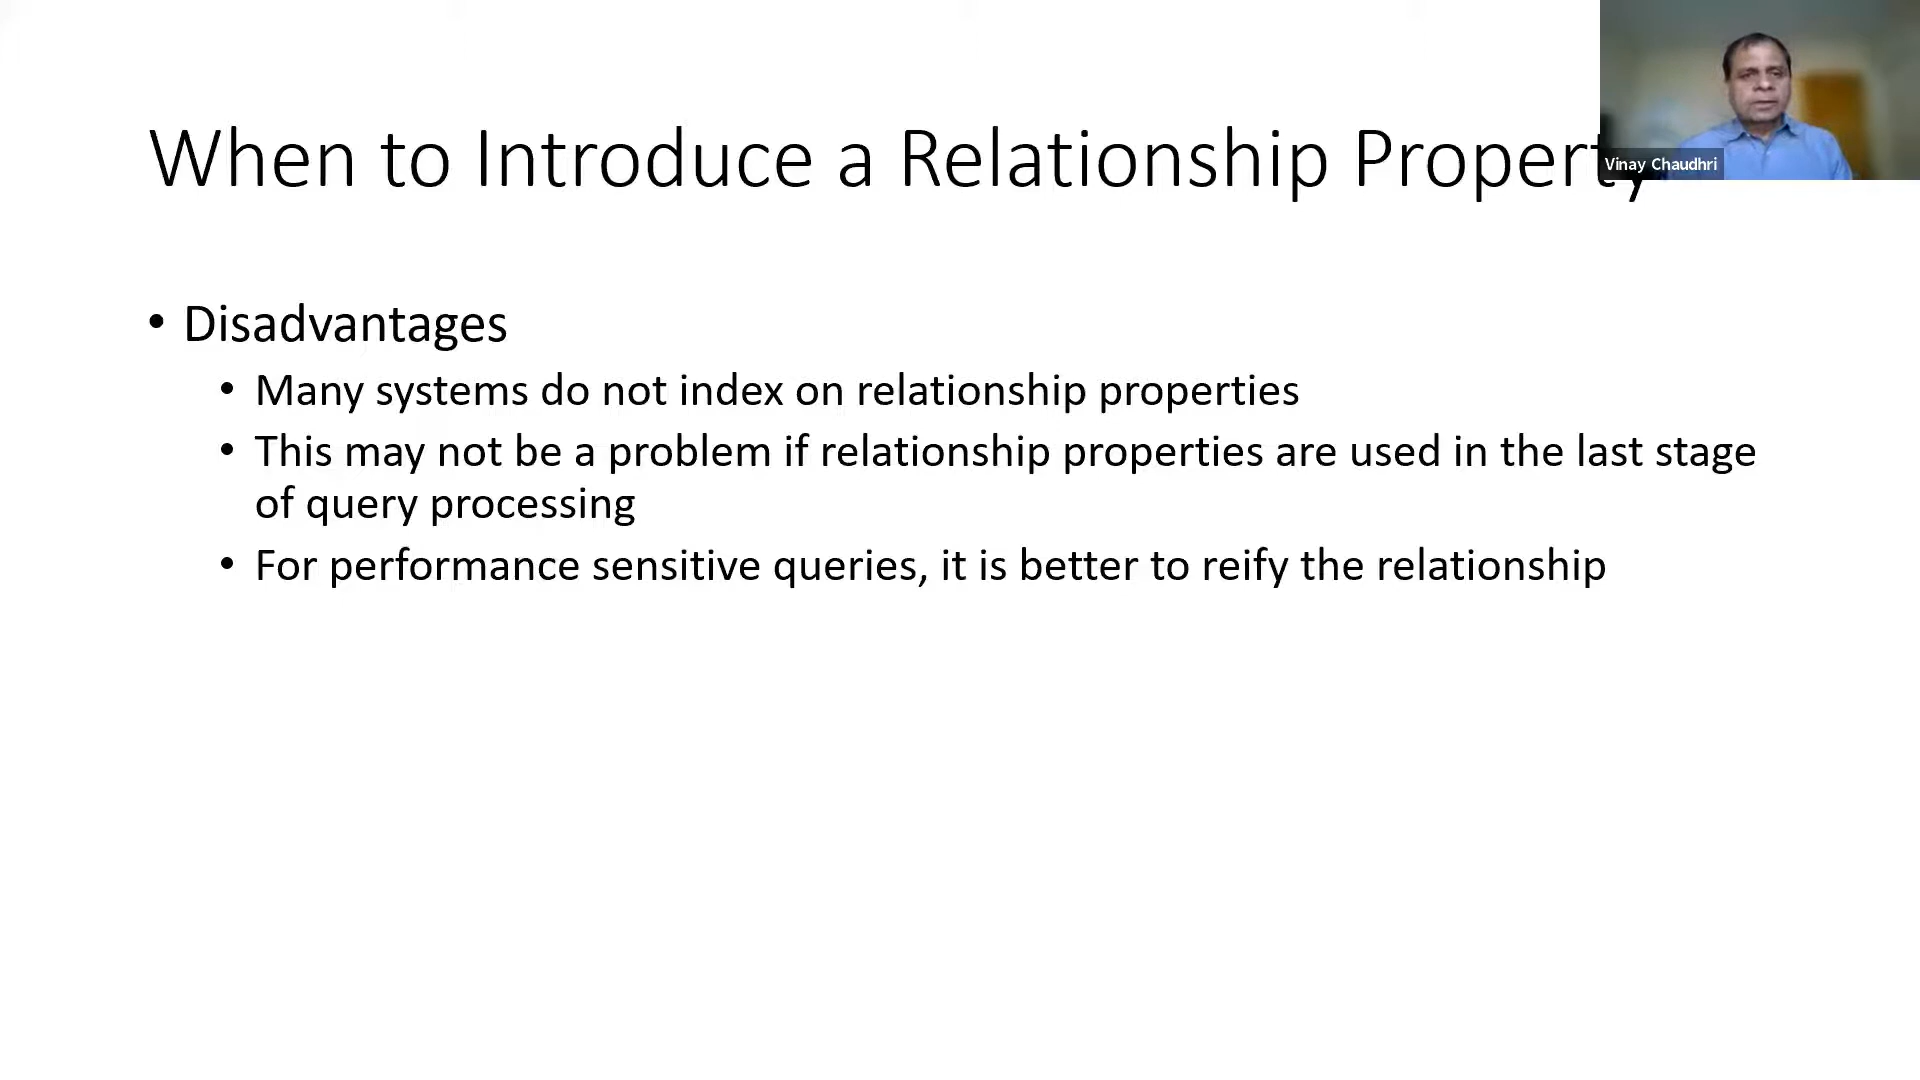 When to Introduce a Relationship Property
Vinay Chaudhri
• Disadvantages
• Many systems do not index on relationship properties
• This may not be a problem if relationship properties are used in the last stage
of query processing
• For performance sensitive queries, it is better to reify the relationship